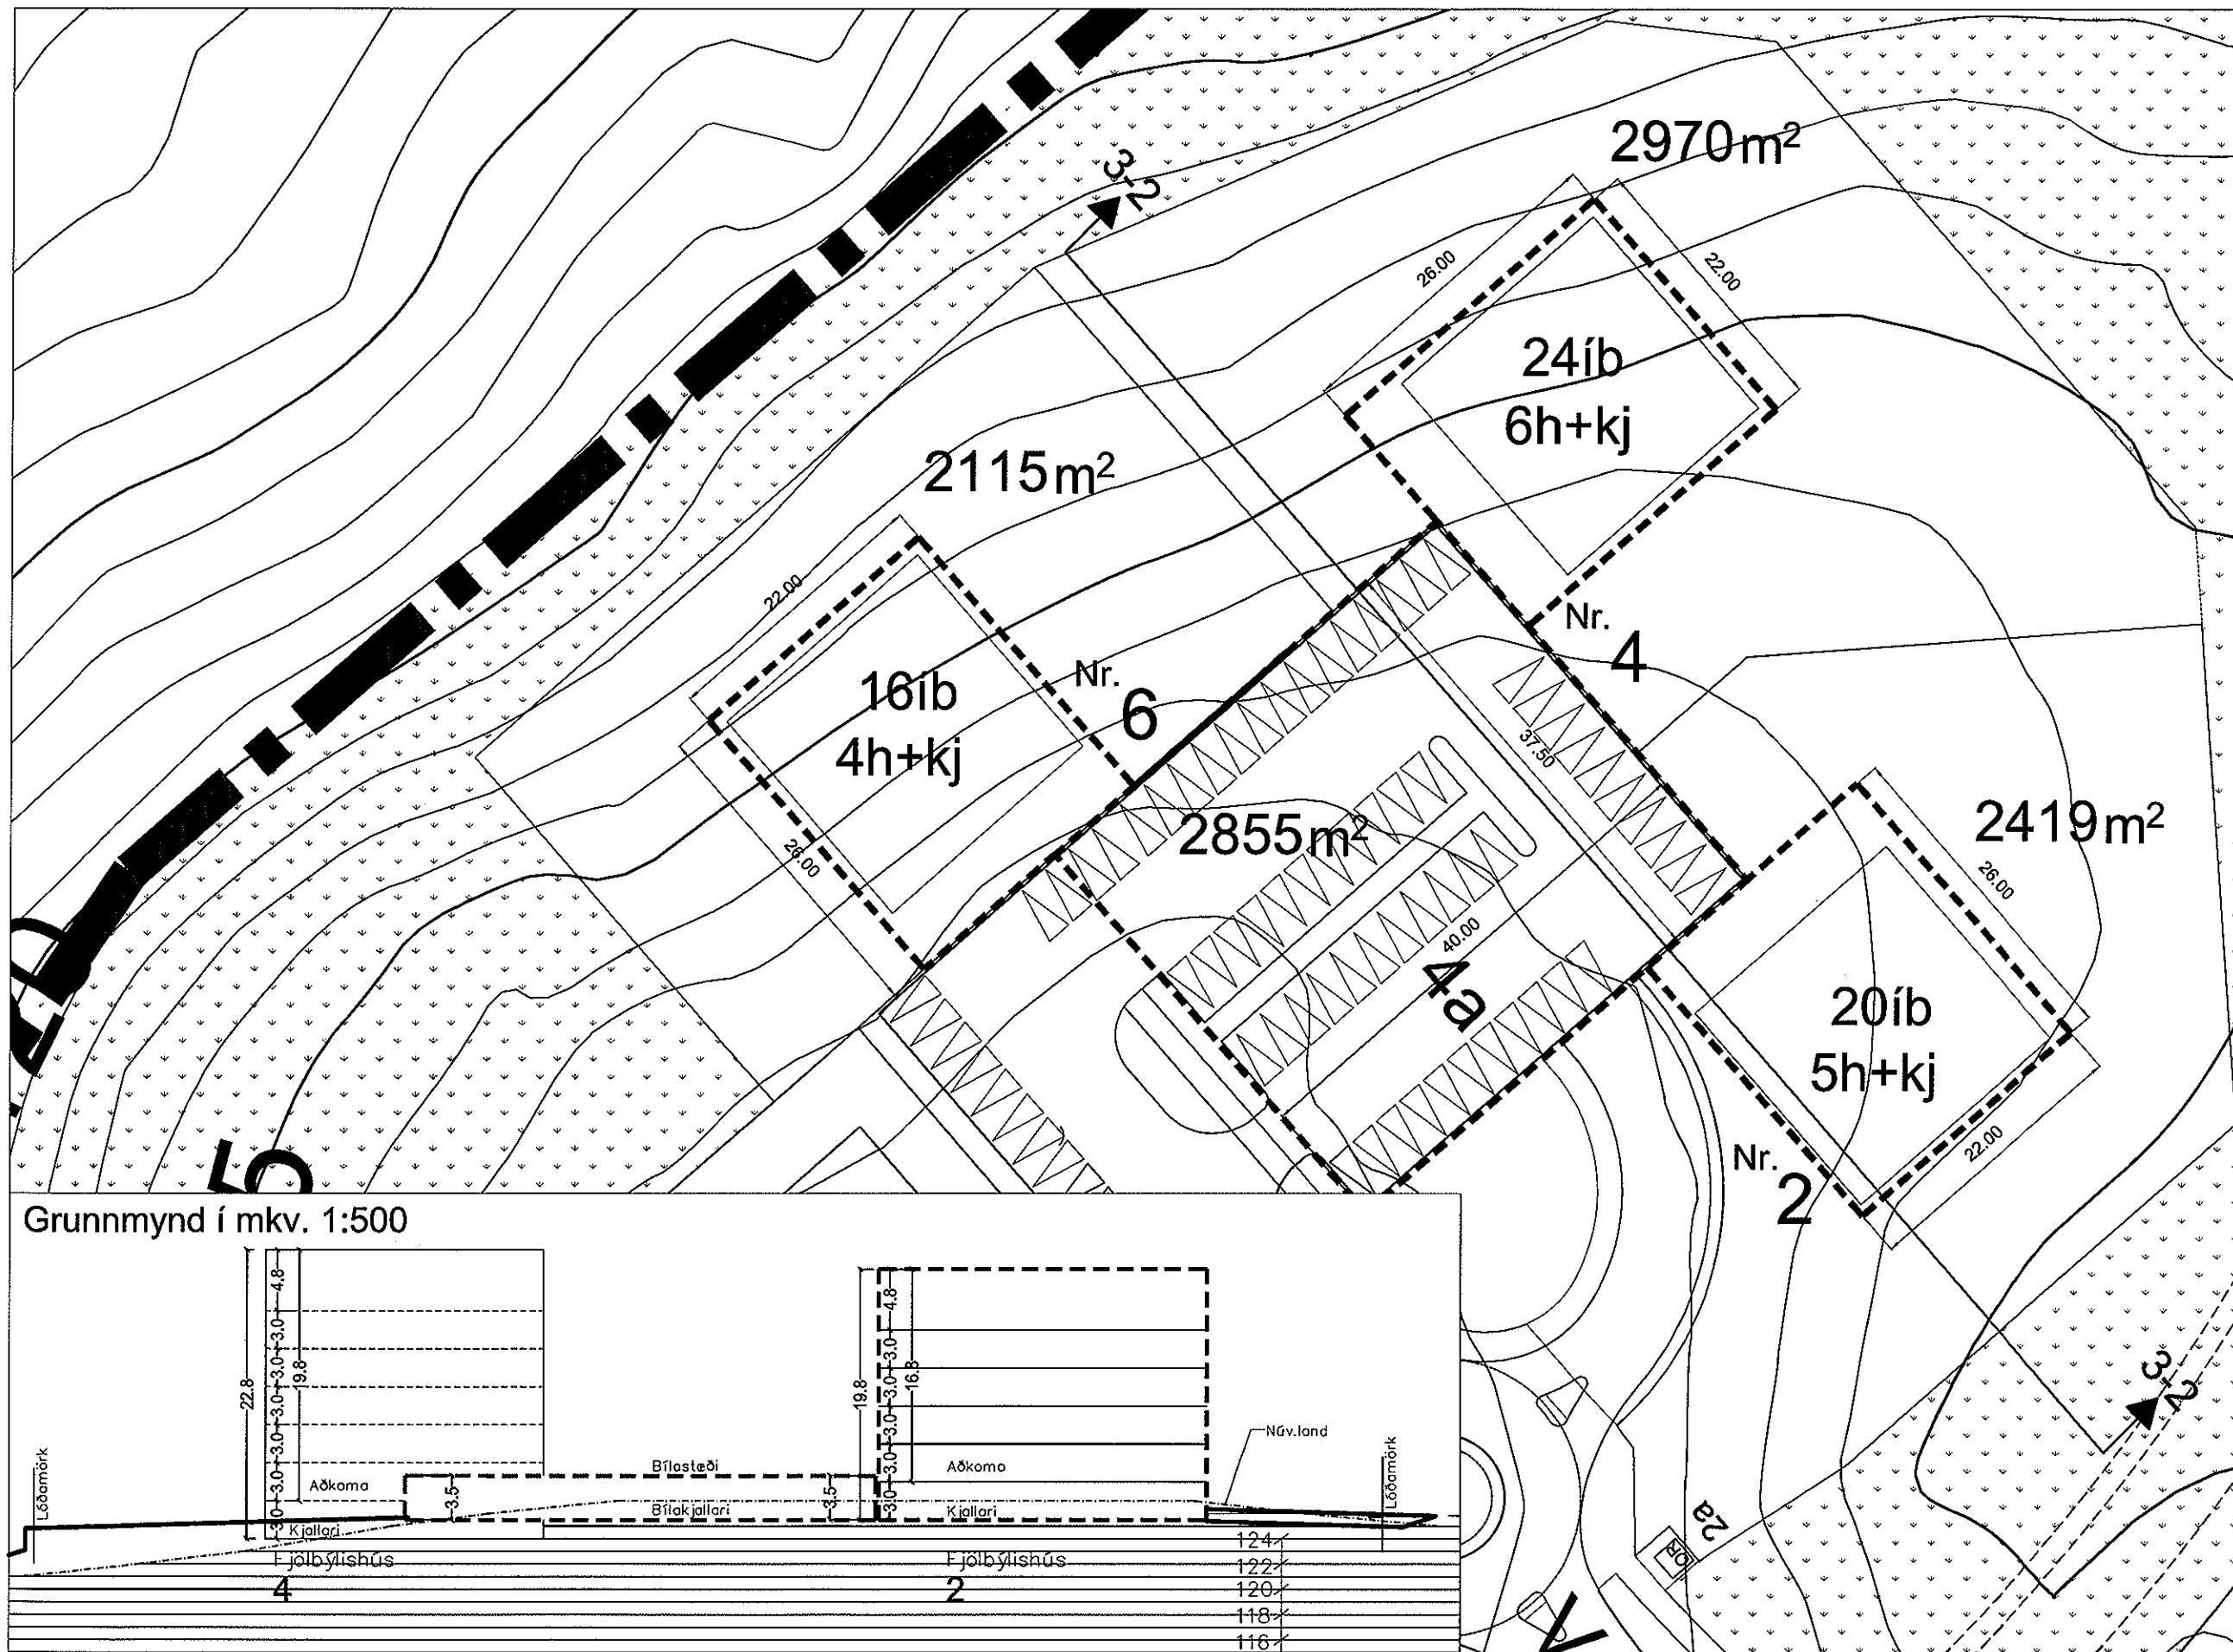 2970m²
3-2
26.00
22.00
24íb
6h+kj
2115m²
22.00
Nr.
4
Nr.
6
16íb
4h+kj
37.50
2855m²
2419m²
26.00
26.00
40.00
4a
20íb
5h+kj
22.00
Nr.
2
5
Grunnmynd í mkv. 1:500
4.8
3.0
3.0
3.0
3.0
3.0
3.0
19.8
22.8
4.8
3.0
3.0
3.0
3.0
3.0
16.8
19.8
3-2
Lóðamörk
Aðkoma
Bílastæði
Aðkoma
Núv.land
Lóðamörk
3.5
3.5
Kjallari
Bílakjallari
Kjallari
Fjölbýlishús
4
Fjölbýlishús
2
124
122
120
118
116
2a
OR